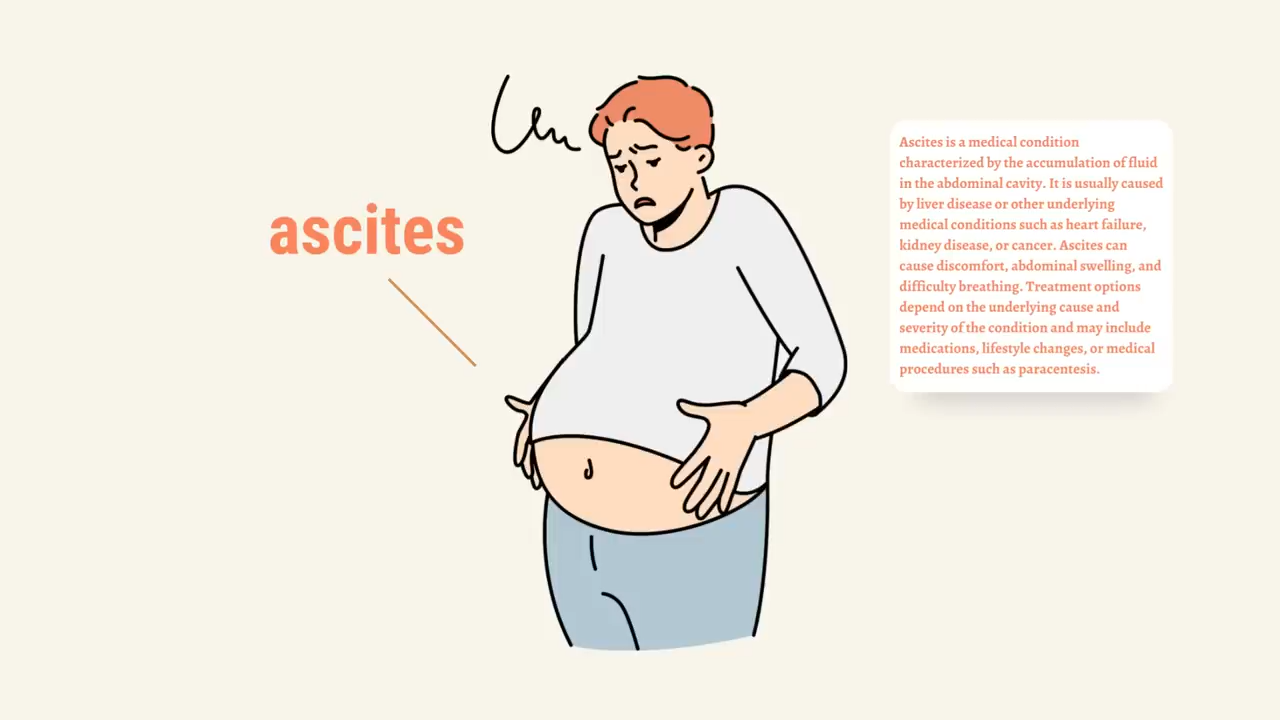 ascites
Ascites is a medical condition
characterized by the accumulation of fluid
in the abdominal cavity. It is usually caused
by liver disease or other underlying
medical conditions such as heart failure,
kidney disease, or cancer. Ascites can
cause discomfort, abdominal swelling, and
difficulty breathing. Treatment options
depend on the underlying cause and
severity of the condition and may include
medications, lifestyle changes, or medical
procedures such as paracentesis.